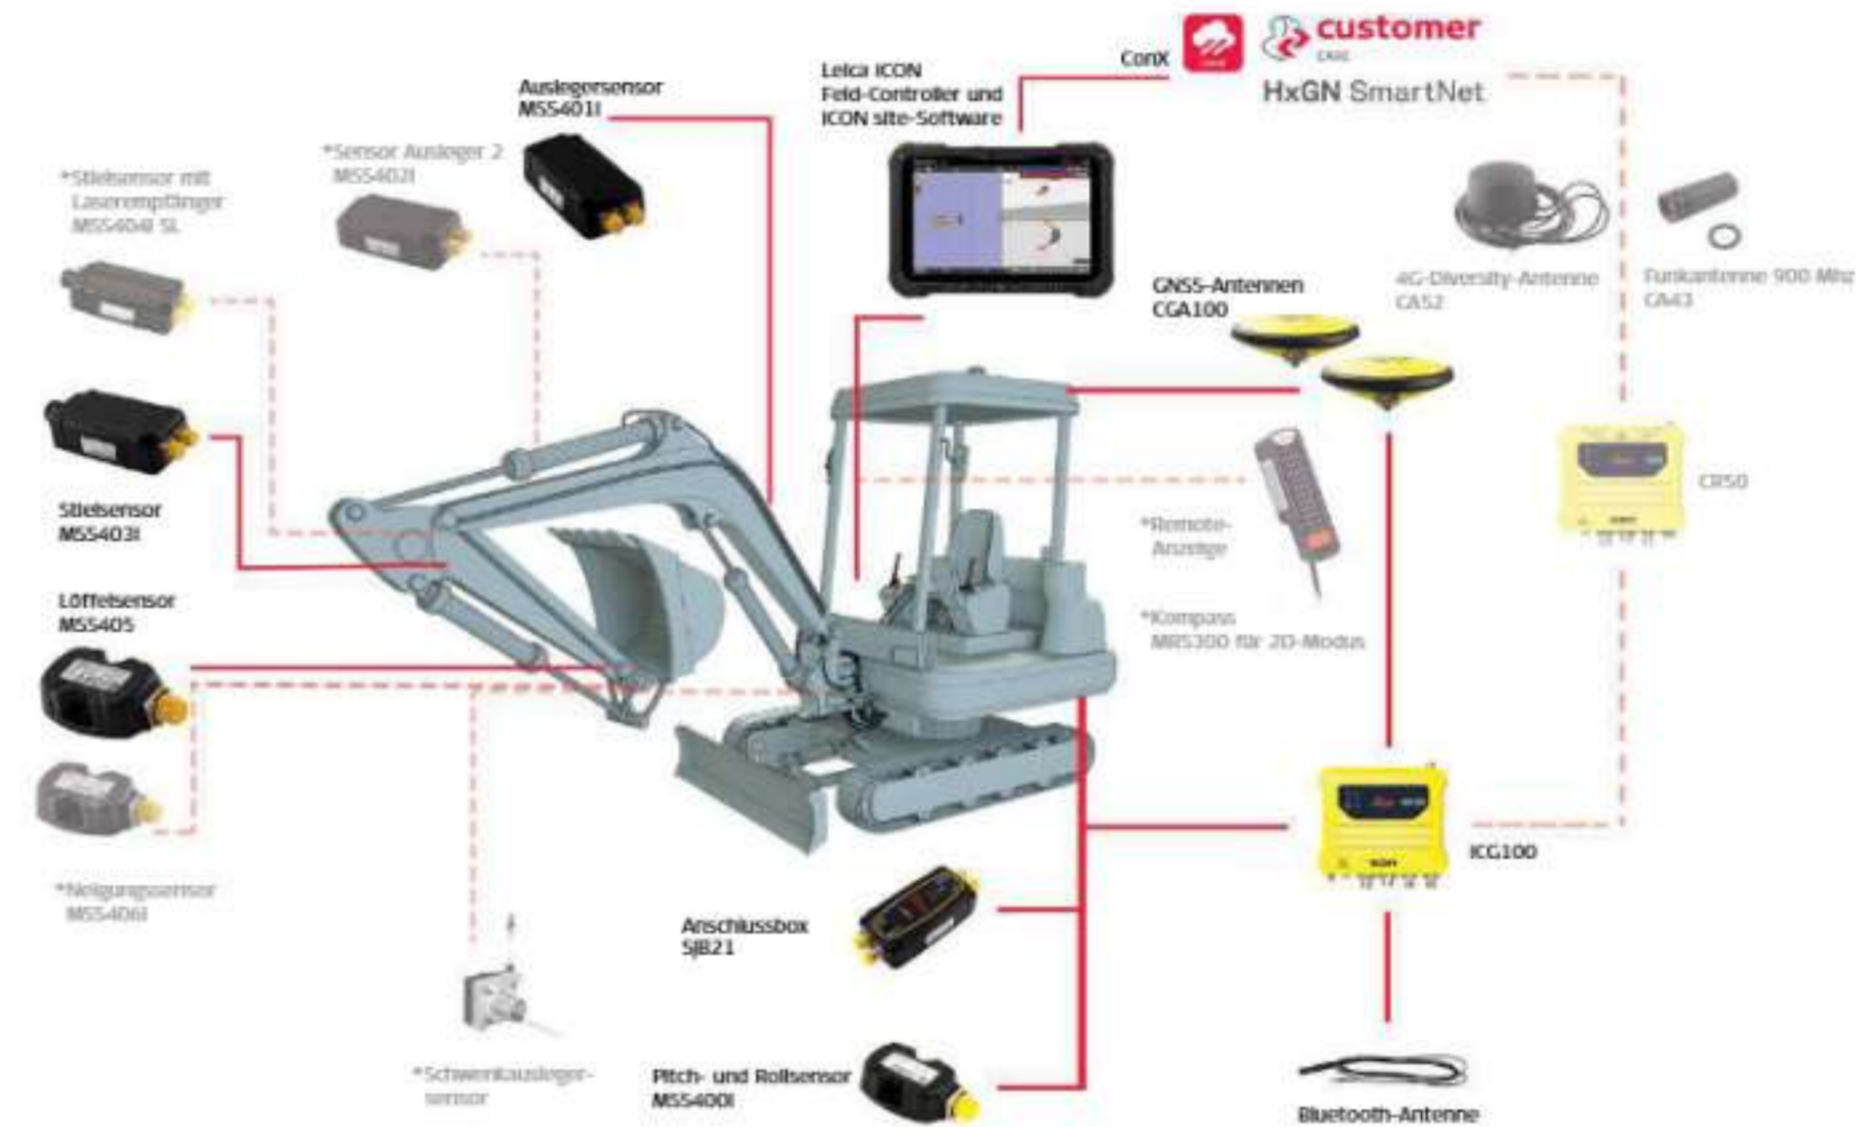 ConX
customer
CARE
HxGN SmartNet
Leica iCON
Feld-Controller und
iCON site-Software
Auslegersensor
MSS401I
*Sensor Ausleger 2
MSS402I
*Stielsensor mit
Laserempfänger
MSS404I SL
GNSS-Antennen
CGA100
4G-Diversity-Antenne
CA52
Funkantenne 900 Mhz
CA43
CR50
Stielsensor
MSS403I
*Remote-
Anzeige
Löffelsensor
MSS405
*Kompass
MRS300 für 2D-Modus
iCG100
*Neigungssensor
MSS406I
Anschlussbox
SJB21
*Schwenkausleger-
sensor
Pitch- und Rollsensor
MSS400I
Bluetooth-Antenne